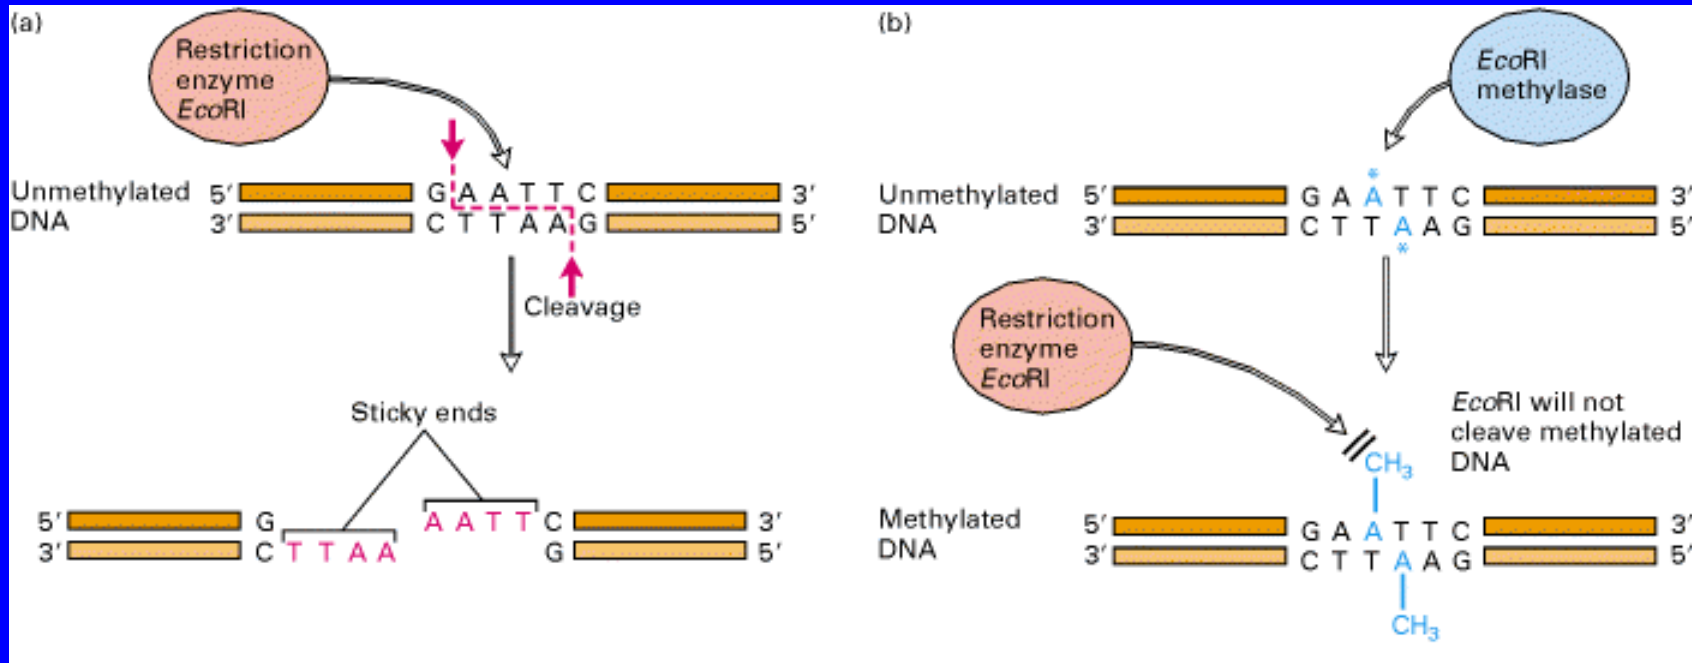 (a)
Restriction
enzyme
EcoRI
Unmethylated
DNA
5′ G A A T T C 3′
3′ C T T A A G 5′
Cleavage
Sticky ends
5′ G A A T T C 3′
3′ C T T A A G 5′
(b)
EcoRI
methylase
Unmethylated
DNA
*
5′ G A A T T C 3′
3′ C T T A A G 5′
*
Restriction
enzyme
EcoRI
EcoRI will not
cleave methylated
DNA
CH₃
Methylated
DNA
5′ G A A T T C 3′
3′ C T T A A G 5′
CH₃